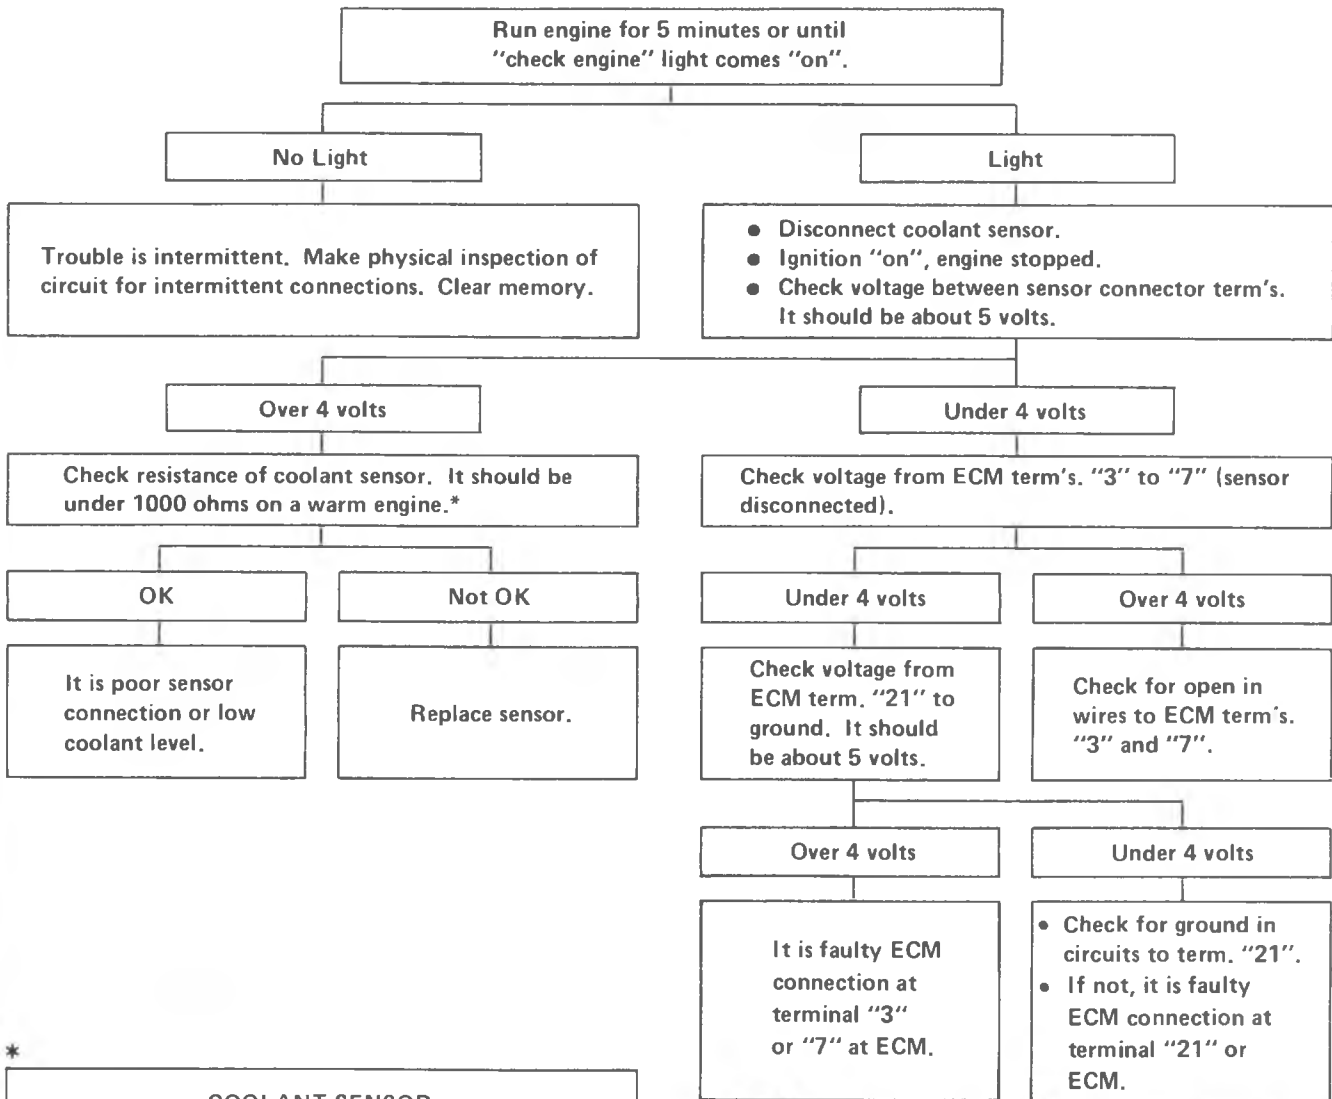 Run engine for 5 minutes or until
"check engine" light comes "on".
No Light
Light
Trouble is intermittent. Make physical inspection of
circuit for intermittent connections. Clear memory.
• Disconnect coolant sensor.
• Ignition "on", engine stopped.
• Check voltage between sensor connector term's.
It should be about 5 volts.
Over 4 volts
Under 4 volts
Check resistance of coolant sensor. It should be
under 1000 ohms on a warm engine.*
Check voltage from ECM term's. "3" to "7" (sensor
disconnected).
OK
Not OK
Under 4 volts
Over 4 volts
It is poor sensor
connection or low
coolant level.
Replace sensor.
Check voltage from
ECM term. "21" to
ground. It should
be about 5 volts.
Check for open in
wires to ECM term's.
"3" and "7".
Over 4 volts
Under 4 volts
It is faulty ECM
connection at
terminal "3"
or "7" at ECM.
• Check for ground in
circuits to term. "21".
• If not, it is faulty
ECM connection at
terminal "21" or
ECM.
*
COOLANT SENSOR